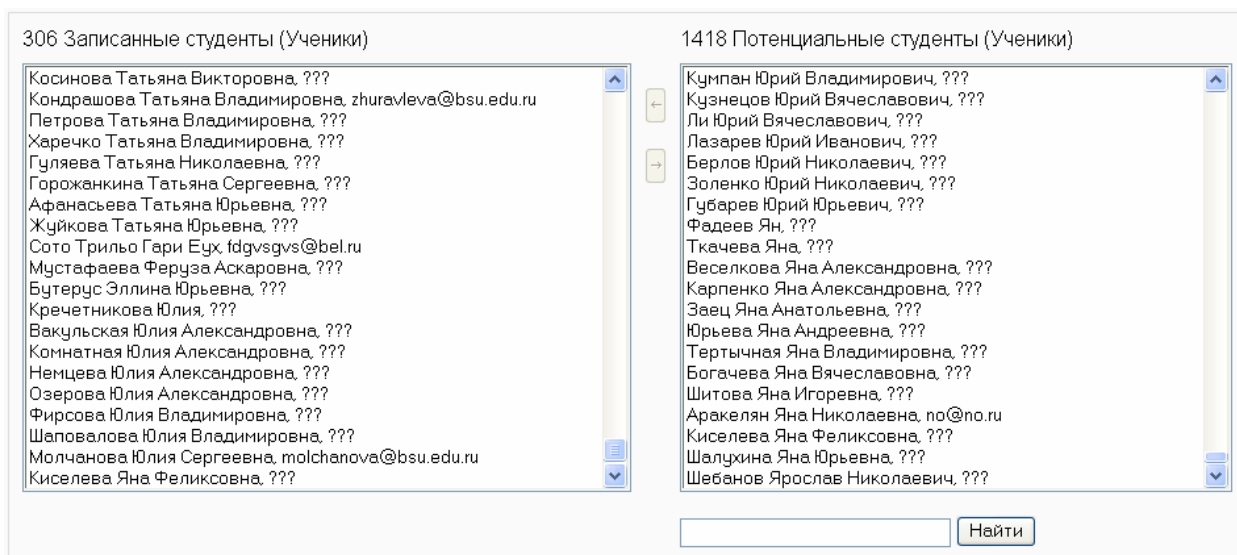 306 Записанные студенты (Ученики)
Косинова Татьяна Викторовна, ???
Кондрашова Татьяна Владимировна, zhuravleva@bsu.edu.ru
Петрова Татьяна Владимировна, ???
Харечко Татьяна Владимировна, ???
Гуляева Татьяна Николаевна, ???
Горожанкина Татьяна Сергеевна, ???
Афанасьева Татьяна Юрьевна, ???
Жуйкова Татьяна Юрьевна, ???
Сото Трильо Гари Еух, fdgvsgvs@bel.ru
Мустафаева Феруза Аскаровна, ???
Бутерус Эллина Юрьевна, ???
Кречетникова Юлия, ???
Вакульская Юлия Александровна, ???
Комнатная Юлия Александровна, ???
Немцева Юлия Александровна, ???
Озерова Юлия Александровна, ???
Фирсова Юлия Владимировна, ???
Шаповалова Юлия Владимировна, ???
Молчанова Юлия Сергеевна, molchanova@bsu.edu.ru
Киселева Яна Феликсовна, ???
←
→
1418 Потенциальные студенты (Ученики)
Кумпан Юрий Владимирович, ???
Кузнецов Юрий Вячеславович, ???
Ли Юрий Вячеславович, ???
Лазарев Юрий Иванович, ???
Берлов Юрий Николаевич, ???
Золенко Юрий Николаевич, ???
Губарев Юрий Юрьевич, ???
Фадеев Ян, ???
Ткачева Яна, ???
Веселкова Яна Александровна, ???
Карпенко Яна Александровна, ???
Заец Яна Анатольевна, ???
Юрьева Яна Андреевна, ???
Тертычная Яна Владимировна, ???
Богачева Яна Вячеславовна, ???
Шитова Яна Игоревна, ???
Аракелян Яна Николаевна, no@no.ru
Киселева Яна Феликсовна, ???
Шалухина Яна Юрьевна, ???
Шебанов Ярослав Николаевич, ???
Найти